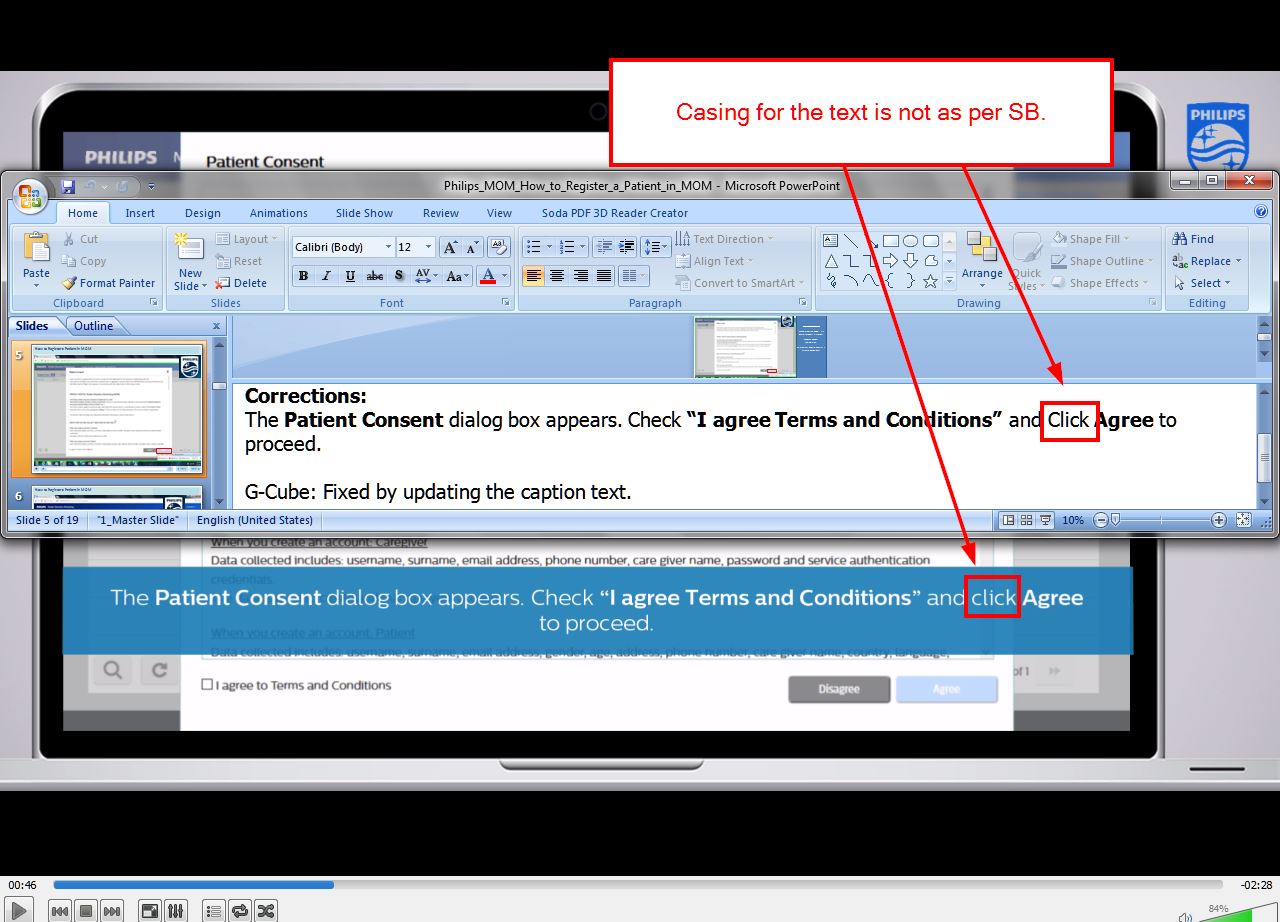 Casing for the text is not as per SB.
PHILIPS
PHILIPS
Patient Consent
Philips_MOM_How_to_Register_a_Patient_in_MOM - Microsoft PowerPoint
Home Insert Design Animations Slide Show Review View Soda PDF 3D Reader Creator
Cut
Copy
Format Painter
Paste
Clipboard
New Slide
Layout
Reset
Delete
Slides
Calibri (Body) 12
B I U abc S AV Aa A
Font
Text Direction
Align Text
Convert to SmartArt
Paragraph
Arrange
Quick Styles
Shape Fill
Shape Outline
Shape Effects
Drawing
Find
Replace
Select
Editing
Slides Outline x
5
6
Corrections:
The Patient Consent dialog box appears. Check “I agree Terms and Conditions” and Click Agree to
proceed.
G-Cube: Fixed by updating the caption text.
Slide 5 of 19 "1_Master Slide" English (United States) 10%
When you create an account: Caregiver
Data collected includes: username, surname, email address, phone number, care giver name, password and service authentication
credentials.
The Patient Consent dialog box appears. Check “I agree Terms and Conditions” and click Agree
to proceed.
When you create an account: Patient
Data collected includes: username, surname, email address, gender, age, address, phone number, care giver name, country, language,
of 1
I agree to Terms and Conditions
Disagree Agree
00:46 -02:28
84%